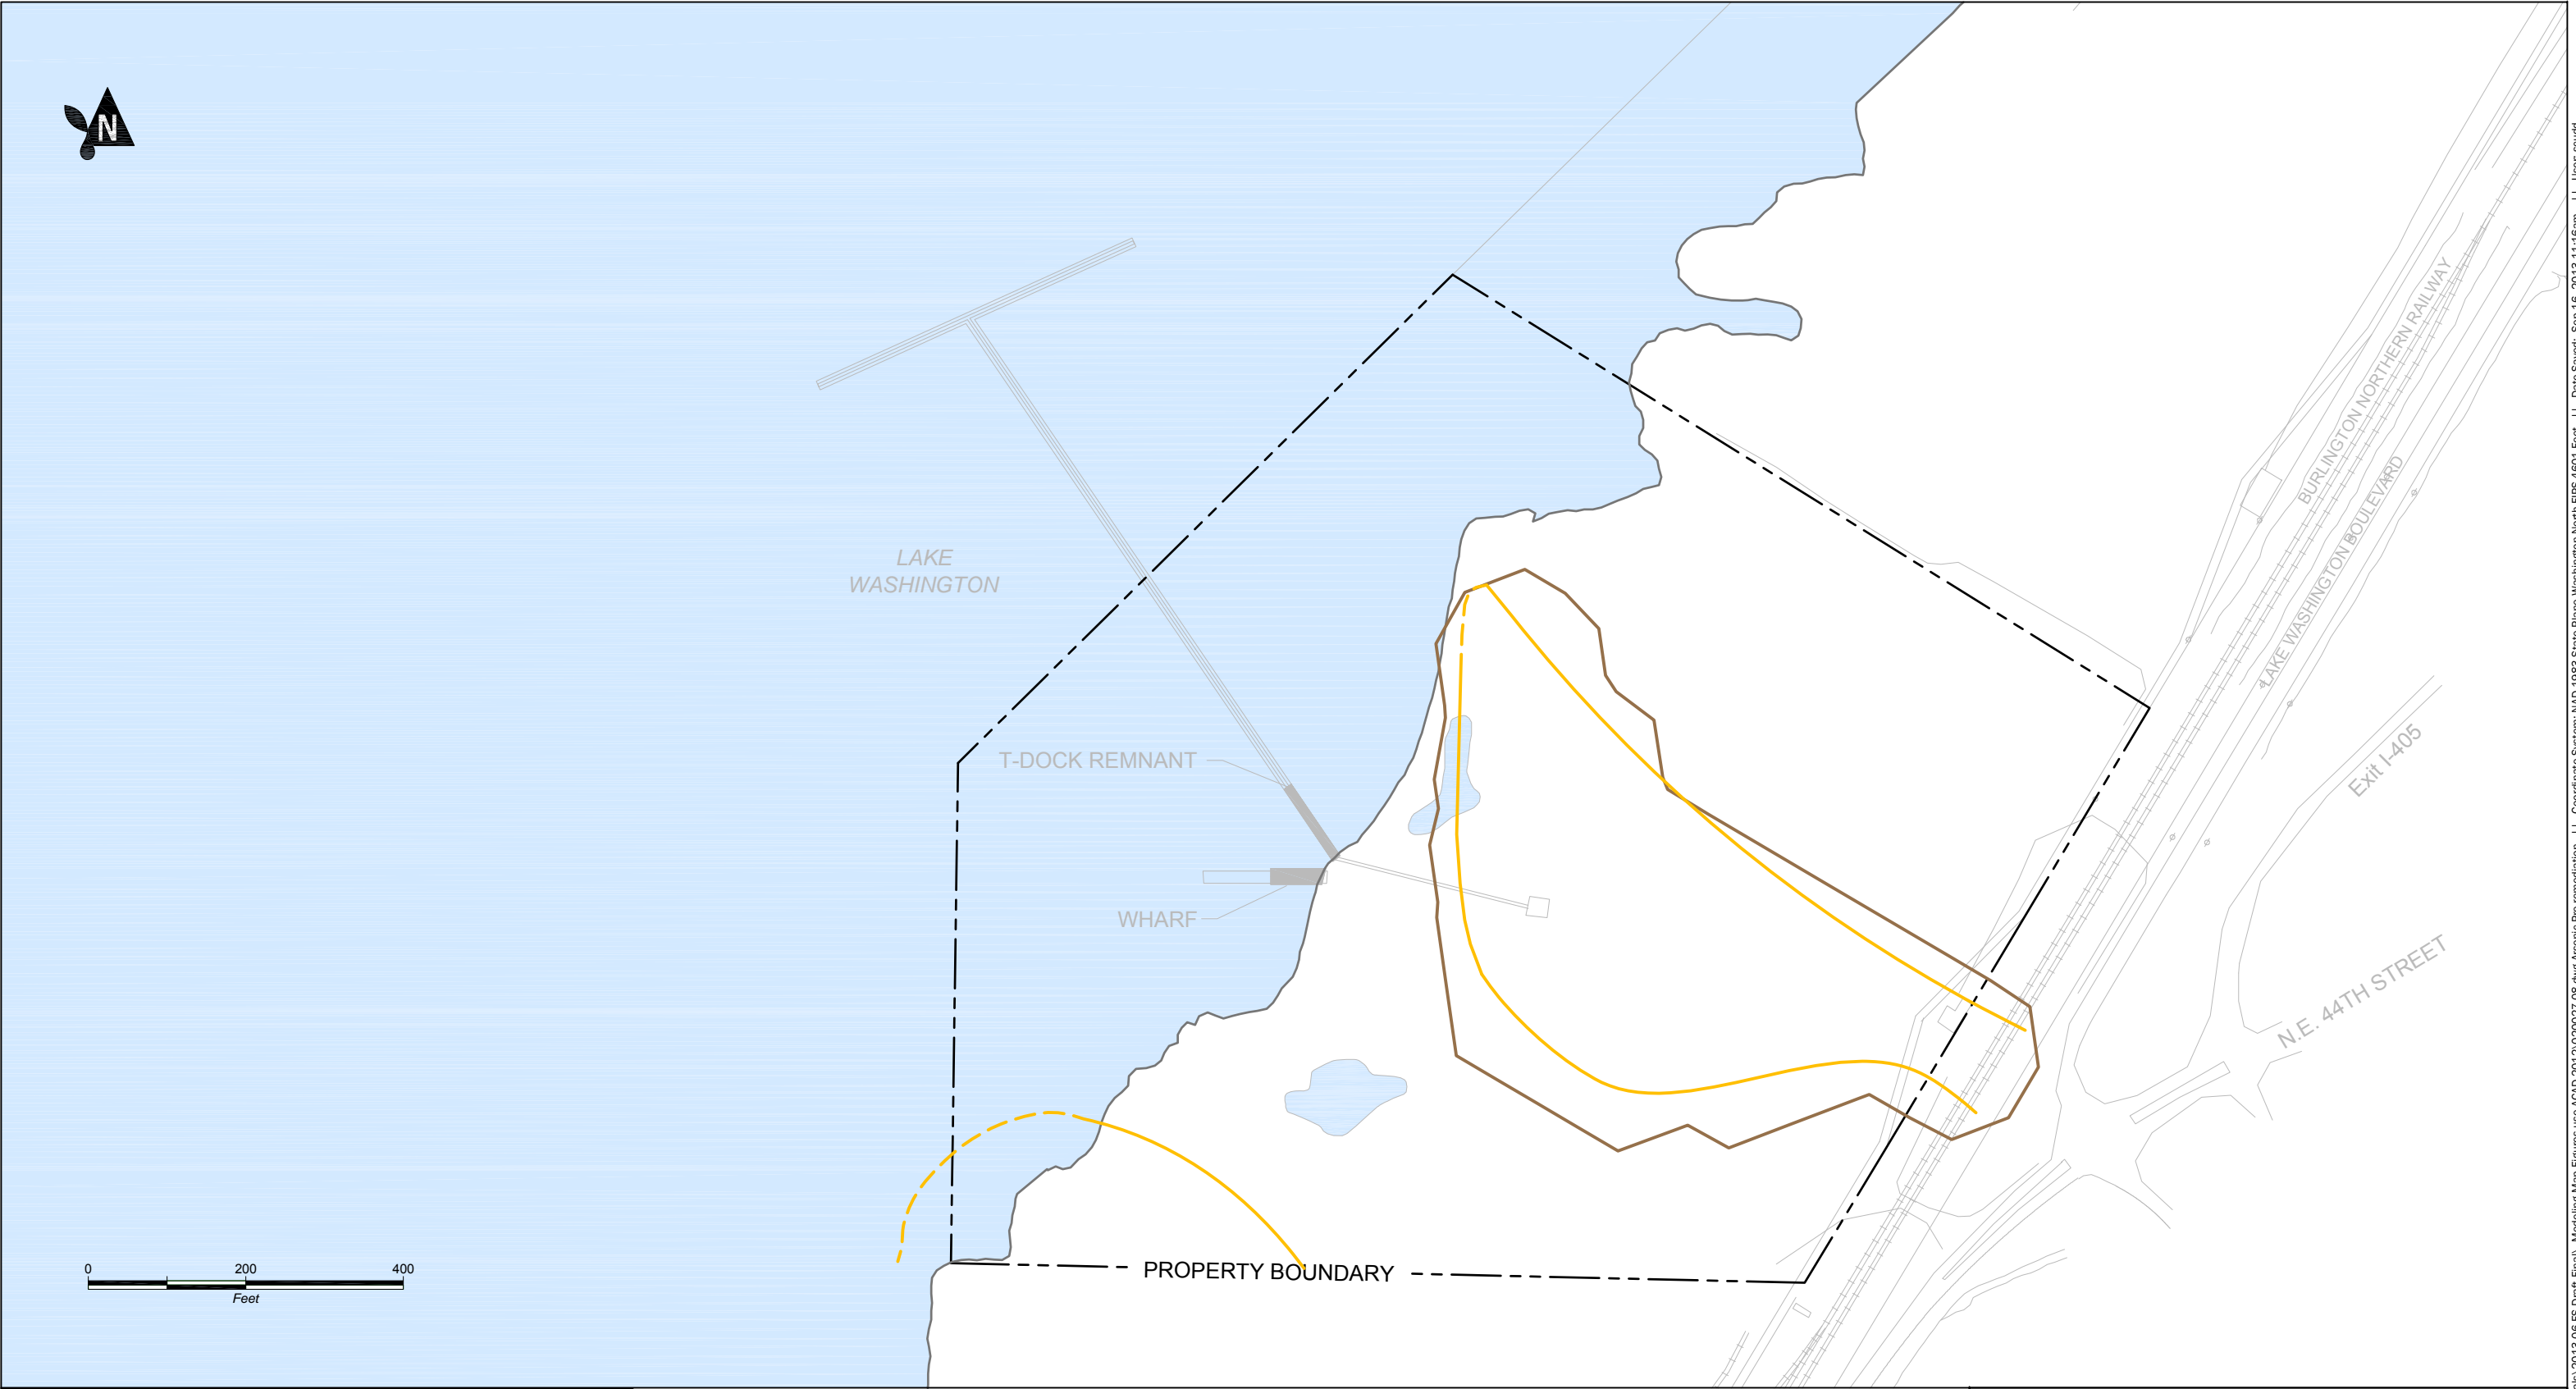 N
LAKE
WASHINGTON
T-DOCK REMNANT
WHARF
BURLINGTON NORTHERN RAILWAY
LAKE WASHINGTON BOULEVARD
Exit I-405
N.E. 44TH STREET
PROPERTY BOUNDARY
0 200 400
Feet